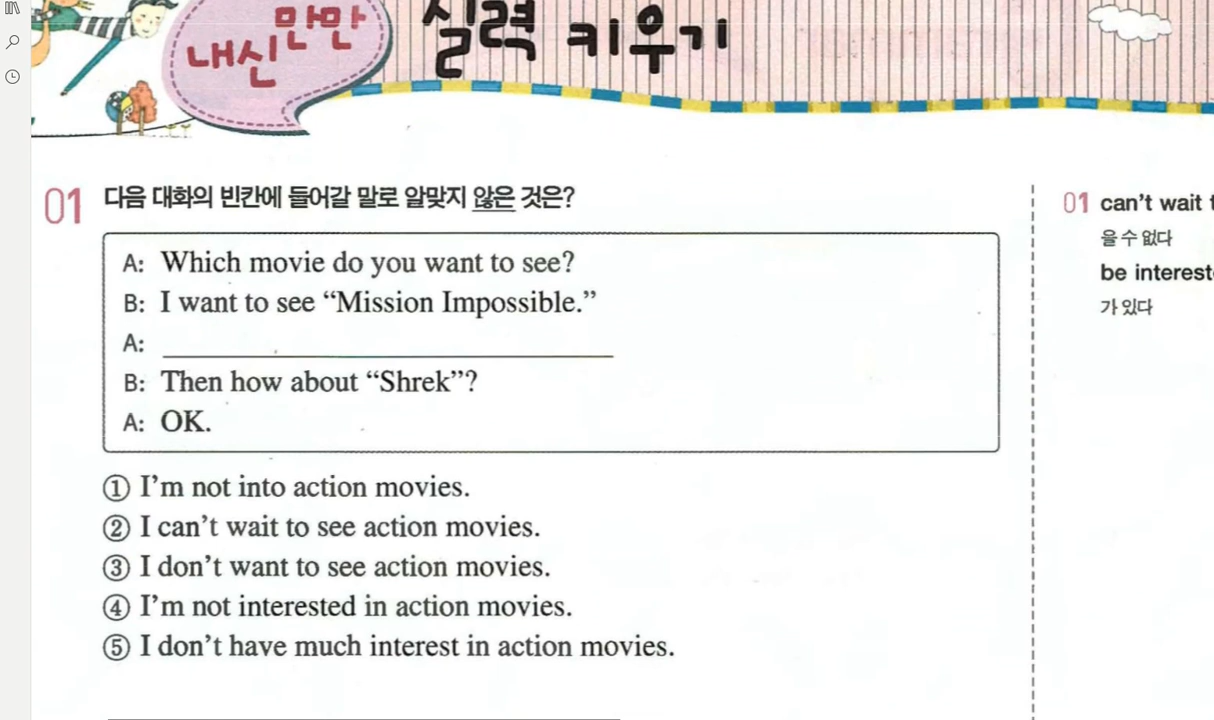 내신만만
실력 키우기
01 다음 대화의 빈칸에 들어갈 말로 알맞지 않은 것은?
A: Which movie do you want to see?
B: I want to see “Mission Impossible.”
A: ____________________
B: Then how about “Shrek”?
A: OK.
① I’m not into action movies.
② I can’t wait to see action movies.
③ I don’t want to see action movies.
④ I’m not interested in action movies.
⑤ I don’t have much interest in action movies.
01 can’t wait
을 수 없다
be
가 있다